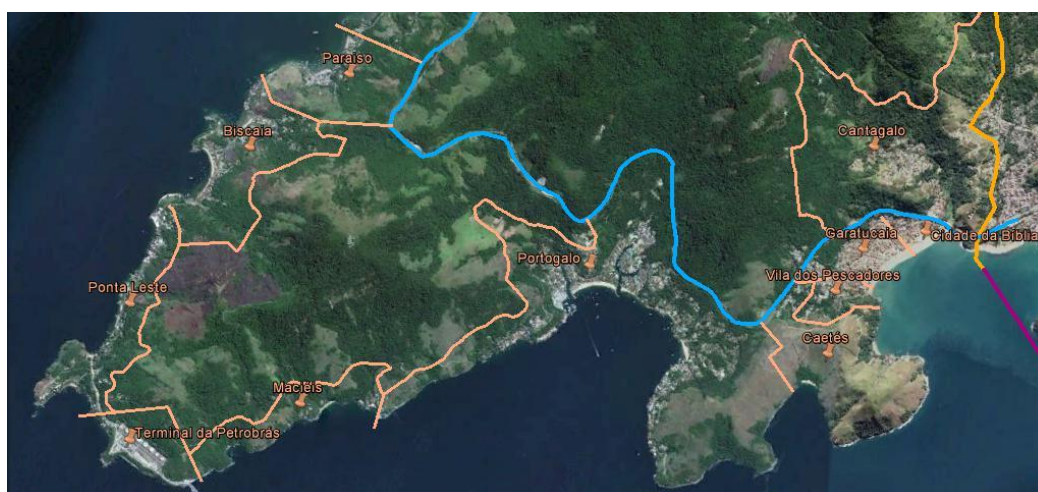 Paraíso
Biscaia
Cantagalo
Garatucaia
Cidade da Bíblia
Portogalo
Vila dos Pescadores
Ponta Leste
Caetés
Macieis
Terminal da Petrobrás